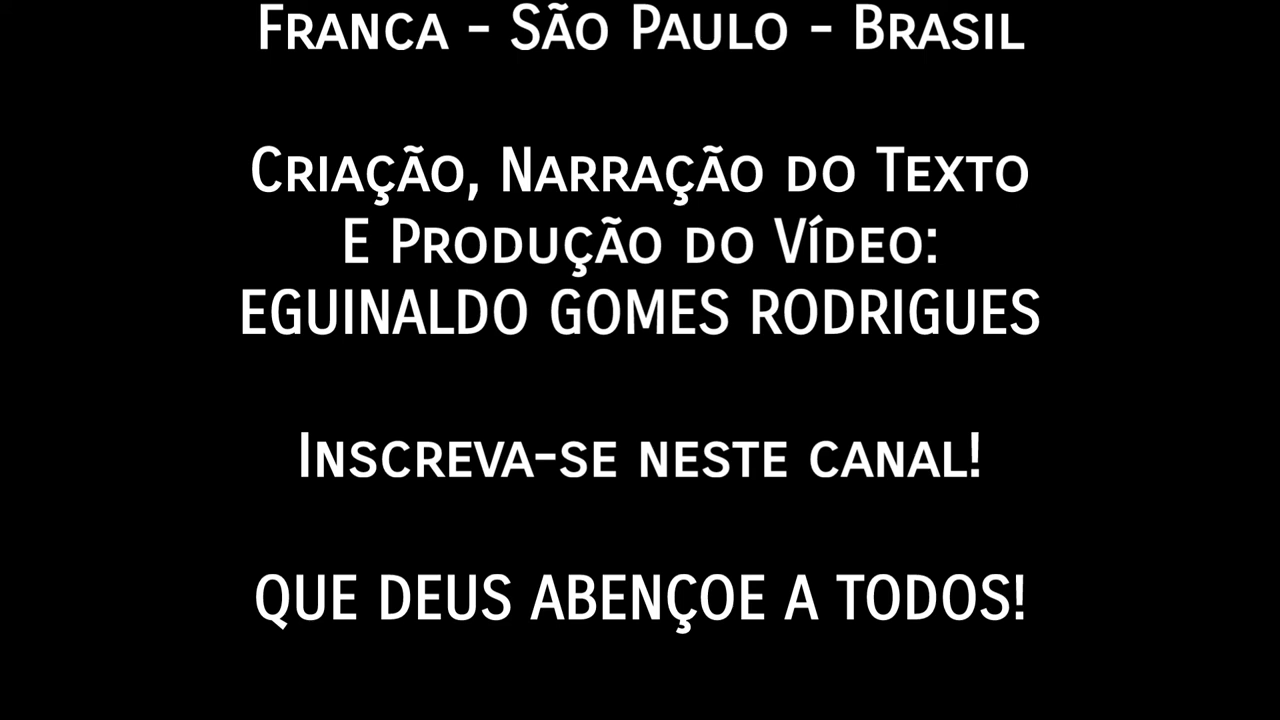 Franca - São Paulo - Brasil
Criação, Narração do Texto
E Produção do Vídeo:
EGUINALDO GOMES RODRIGUES
Inscreva-se neste canal!
QUE DEUS ABENÇOE A TODOS!